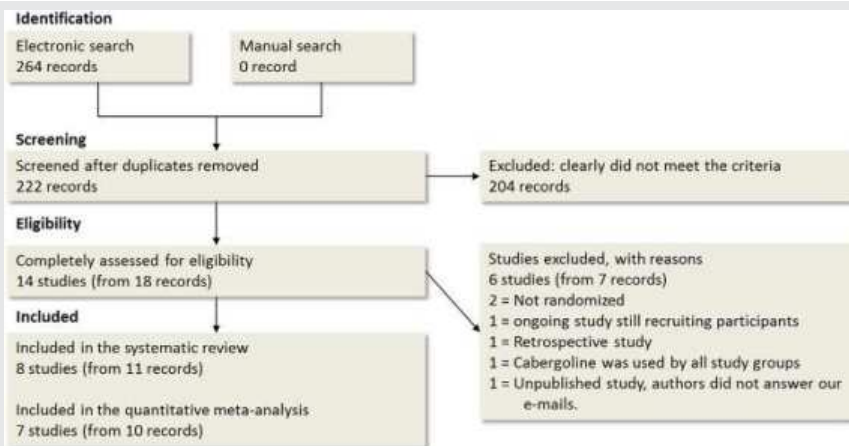 Identification
Electronic search
264 records
Manual search
0 record
Screening
Screened after duplicates removed
222 records
Excluded: clearly did not meet the criteria
204 records
Eligibility
Completely assessed for eligibility
14 studies (from 18 records)
Studies excluded, with reasons
6 studies (from 7 records)
2 = Not randomized
1 = ongoing study still recruiting participants
1 = Retrospective study
1 = Cabergoline was used by all study groups
1 = Unpublished study, authors did not answer our
e-mails.
Included
Included in the systematic review
8 studies (from 11 records)
Included in the quantitative meta-analysis
7 studies (from 10 records)